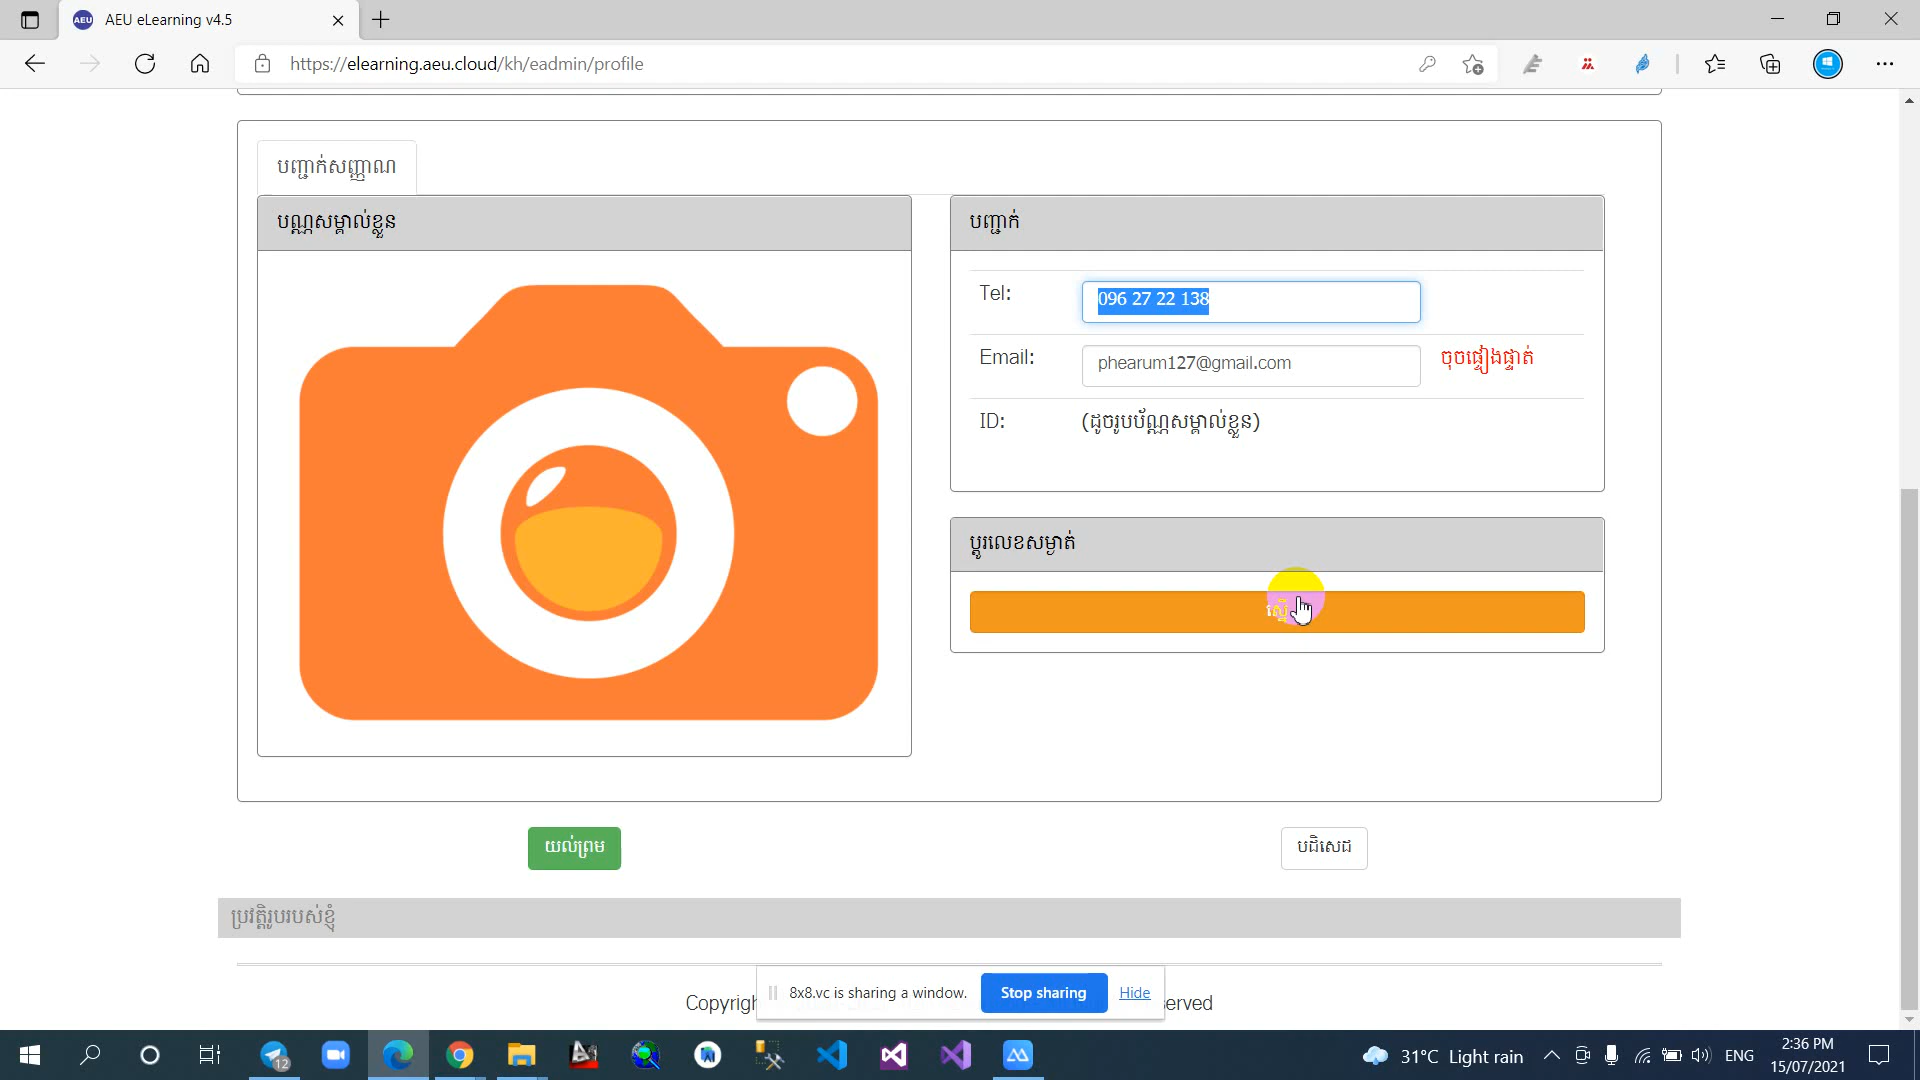 AEU eLearning v4.5
https://elearning.aeu.cloud/kh/eadmin/profile
បញ្ជាក់សញ្ញាណ
បណ្ណសម្គាល់ខ្លួន
បញ្ជាក់
Tel:
096 27 22 138
Email:
phearum127@gmail.com
ចុចផ្ទៀងផ្ទាត់
ID:
(ដូចរូបប័ណ្ណសម្គាល់ខ្លួន)
ប្តូរលេខសម្ងាត់
យល់ព្រម
បដិសេដ
ប្រវត្តិរូបរបស់ខ្ញុំ
8x8.vc is sharing a window.
Stop sharing
Hide
12
31°C Light rain
ENG
2:36 PM
15/07/2021